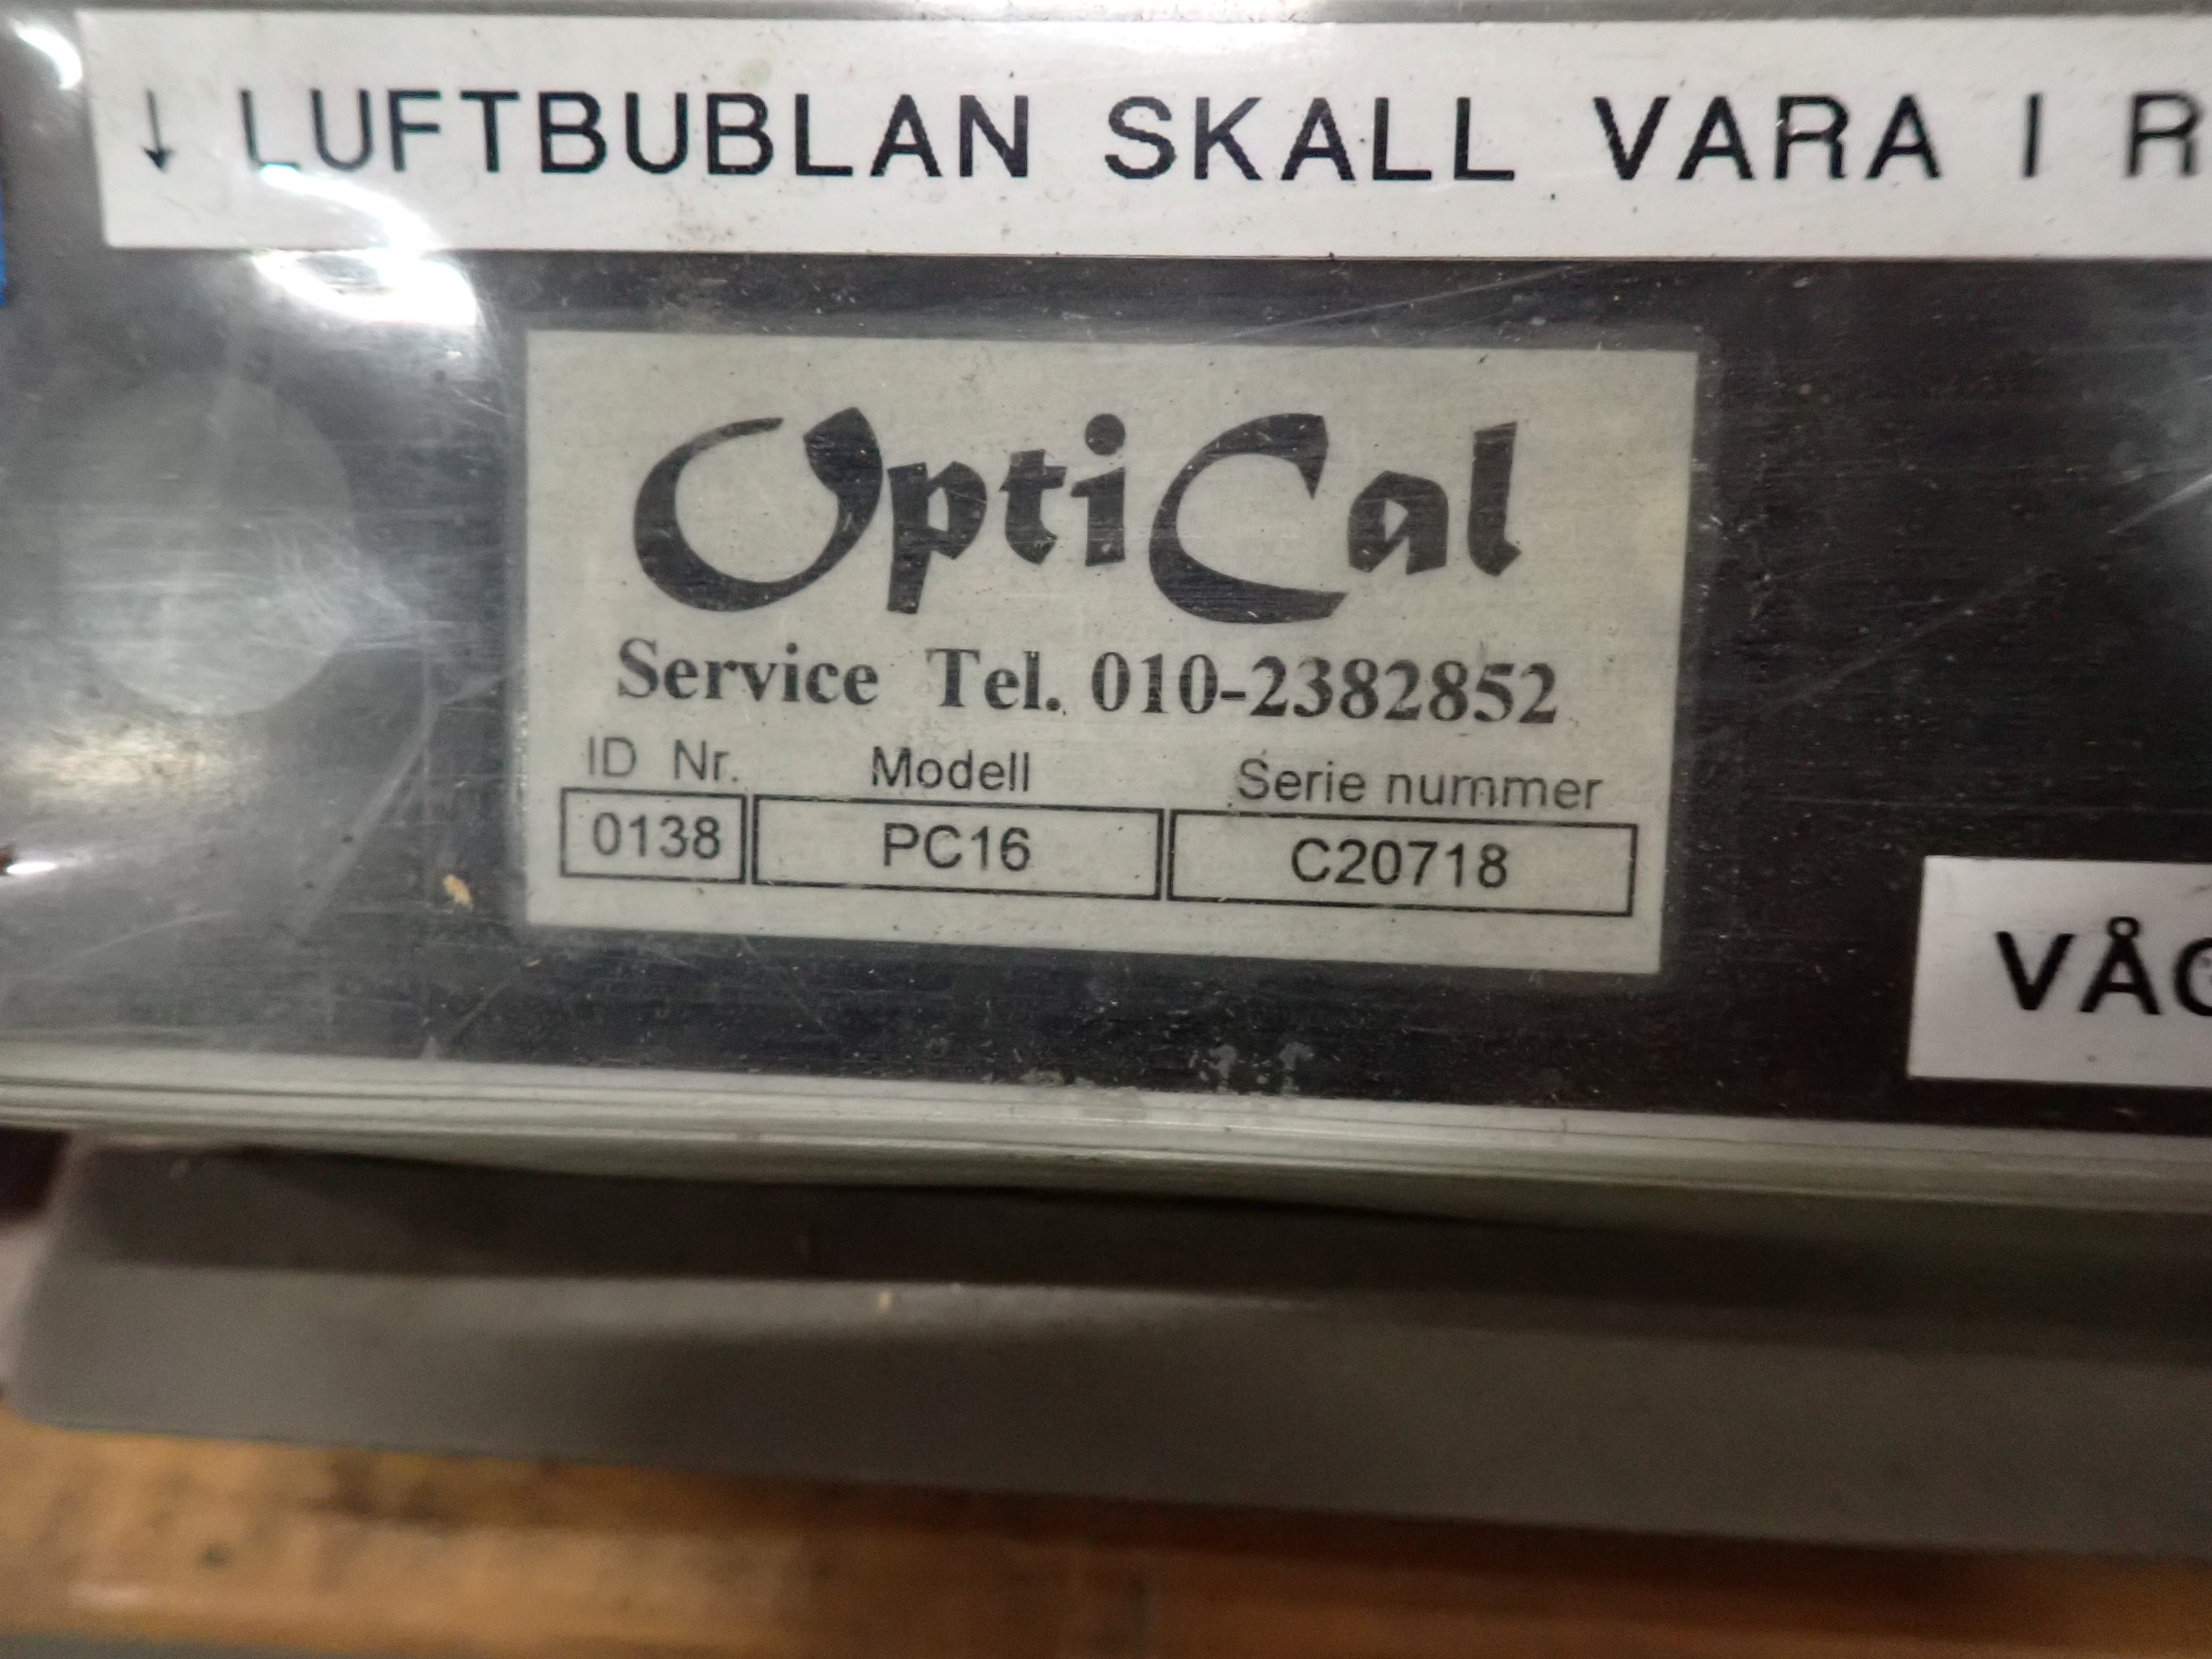 ↓ LUFTBUBLAN SKALL VARA I R
OptiCal
Service Tel. 010-2382852
ID Nr. Modell Serie nummer
0138 PC16 C20718
VÅG